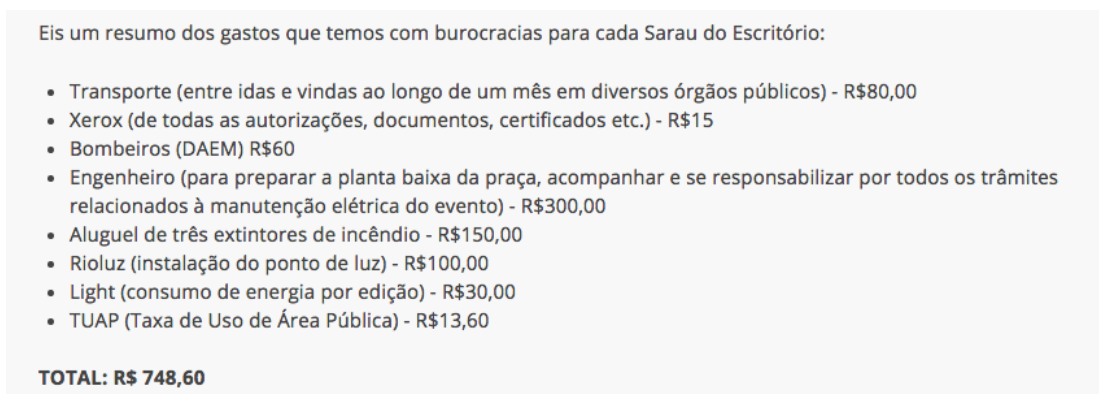 Eis um resumo dos gastos que temos com burocracias para cada Sarau do Escritório:
• Transporte (entre idas e vindas ao longo de um mês em diversos órgãos públicos) - R$80,00
• Xerox (de todas as autorizações, documentos, certificados etc.) - R$15
• Bombeiros (DAEM) R$60
• Engenheiro (para preparar a planta baixa da praça, acompanhar e se responsabilizar por todos os trâmites
relacionados à manutenção elétrica do evento) - R$300,00
• Aluguel de três extintores de incêndio - R$150,00
• Rioluz (instalação do ponto de luz) - R$100,00
• Light (consumo de energia por edição) - R$30,00
• TUAP (Taxa de Uso de Área Pública) - R$13,60
TOTAL: R$ 748,60